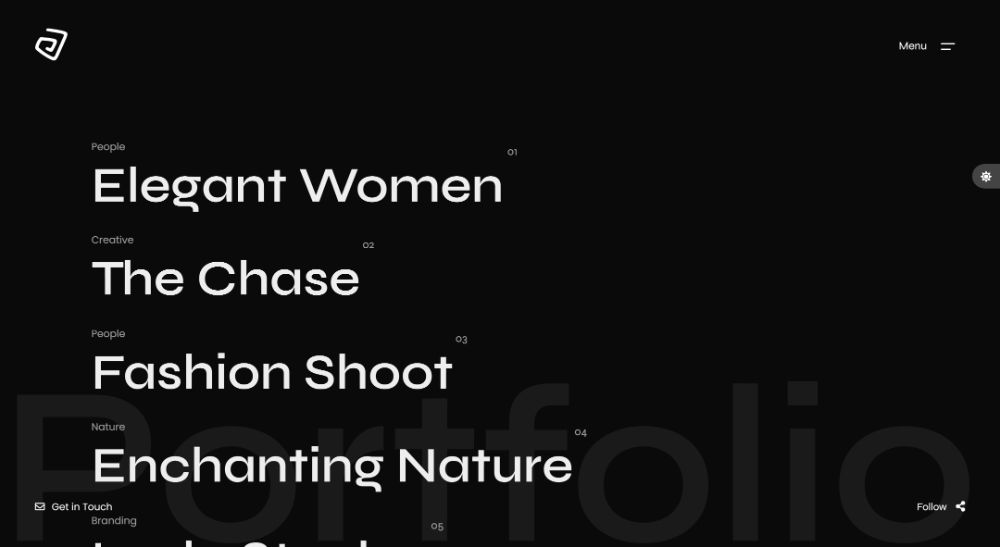 Menu
People
01
Elegant Women
Creative
02
The Chase
People
03
Fashion Shoot
Nature
04
Enchanting Nature
Portfolio
Get in Touch
Follow
Branding
05